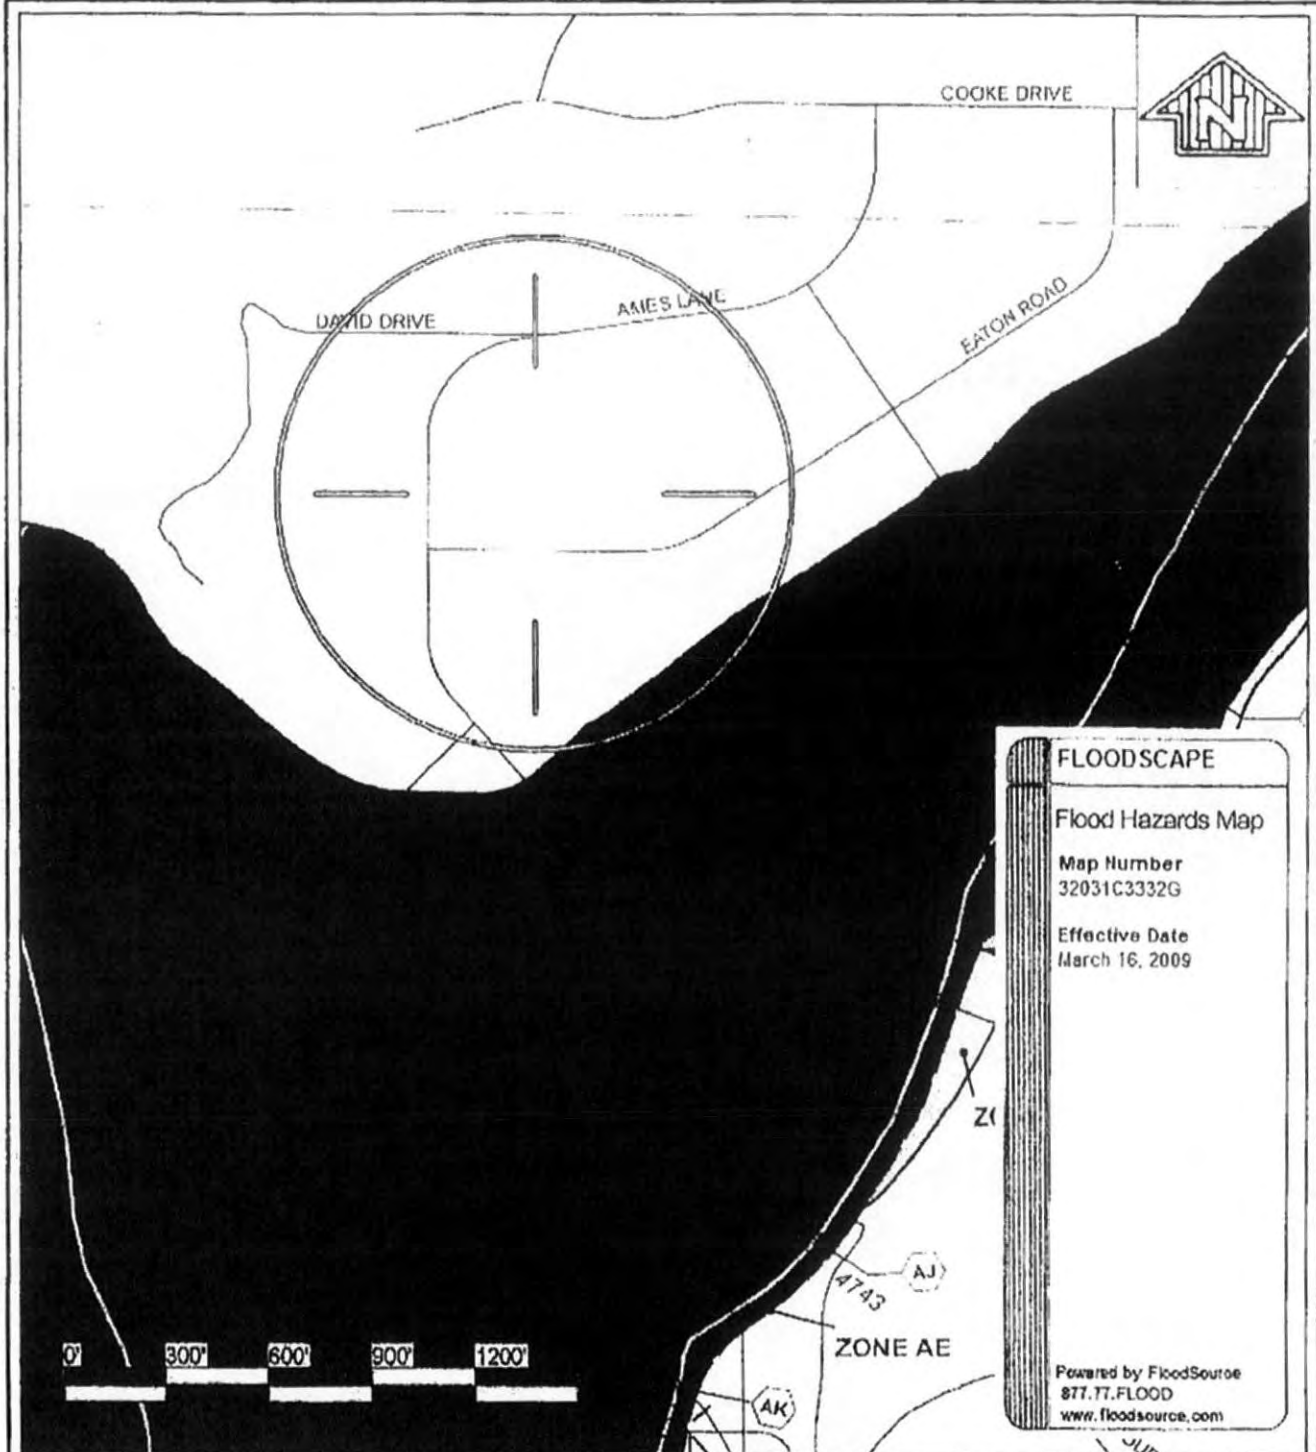 COOKE DRIVE
N
AMES LANE
DAVID DRIVE
EATON ROAD
FLOODSCAPE
Flood Hazards Map
Map Number
32031C3332G
Effective Date
March 16, 2009
AJ
4743
ZONE AE
0' 300' 600' 900' 1200'
AK
Powered by FloodSource
877.77.FLOOD
www.floodsource.com